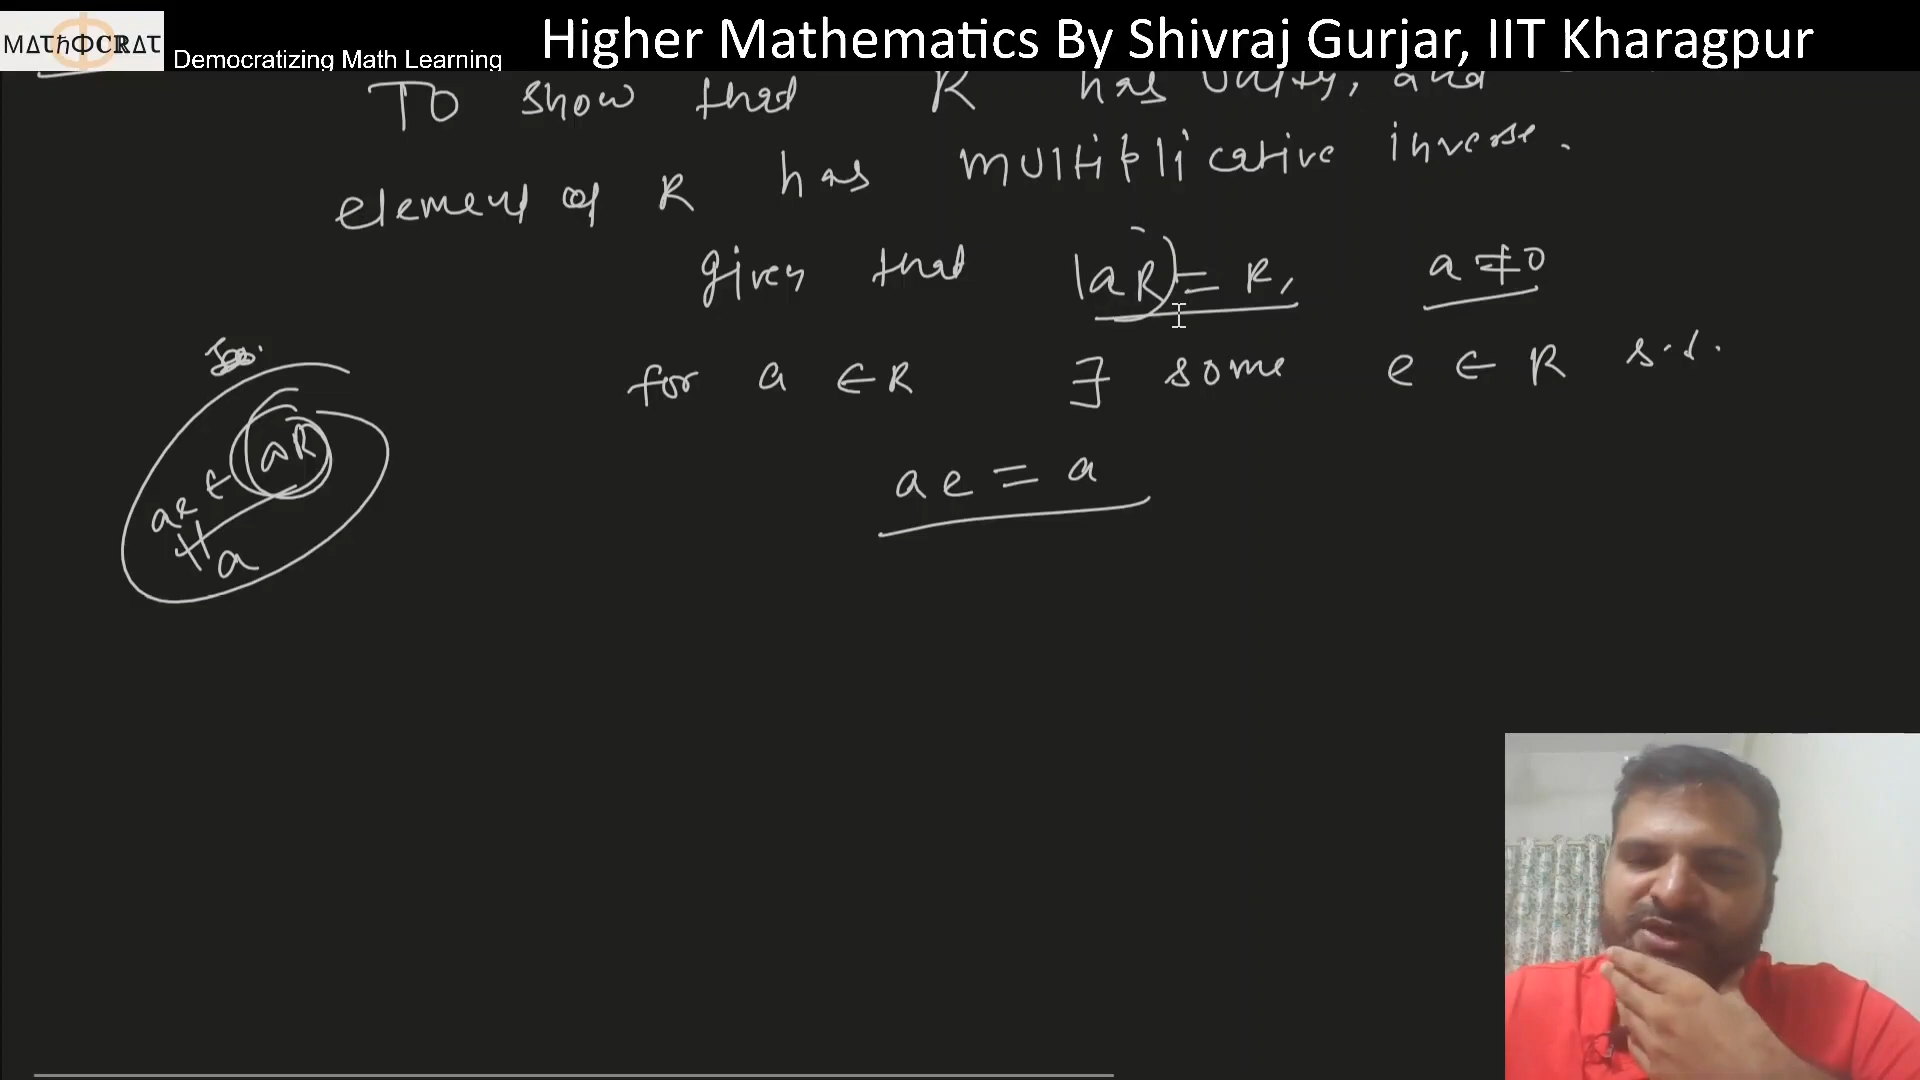 MΔTℏΦCRΔT Democratizing Math Learning Higher Mathematics By Shivraj Gurjar, IIT Kharagpur
To show that R has unity, and
element of R has multiplicative inverse.
given that (aR) = R, a ≠ 0
for a ∈ R ∃ some e ∈ R s.t.
ae = a
aR
ae ∈
a